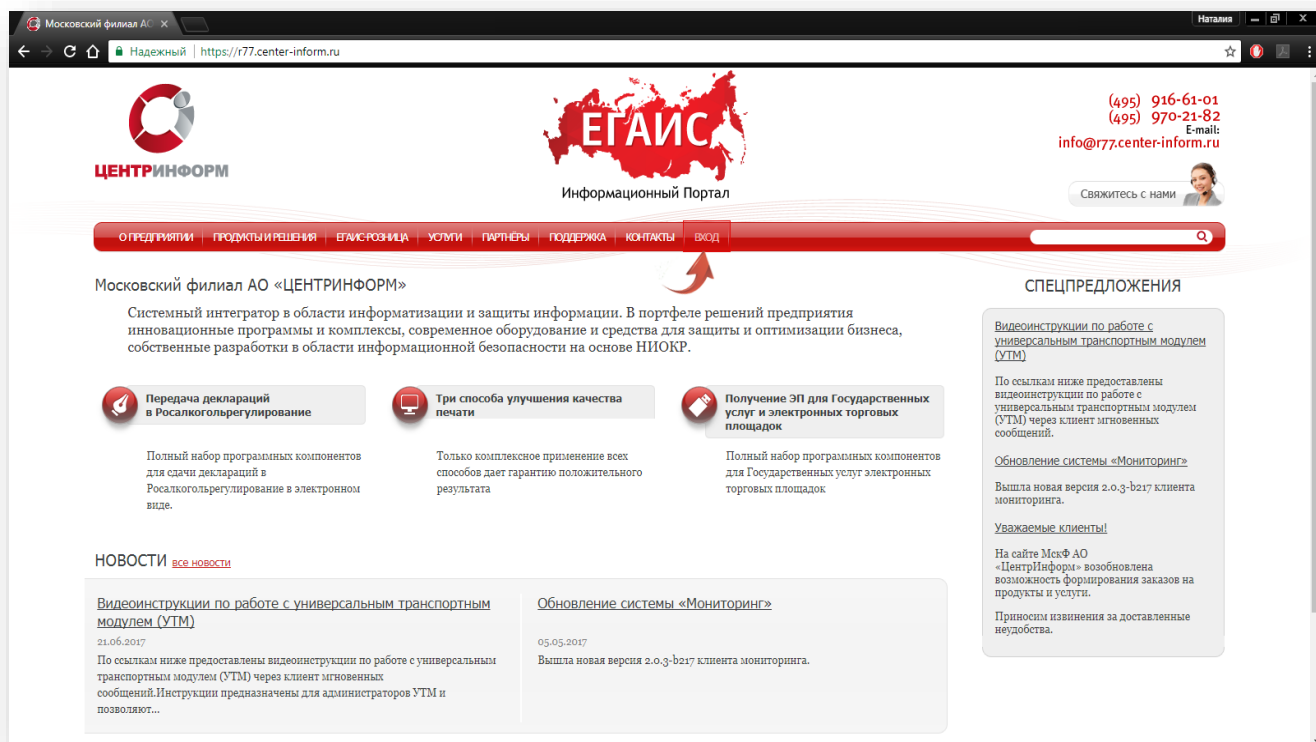 Московский филиал АО
Наталия
Надежный | https://r77.center-inform.ru
ЦЕНТРИНФОРМ
ЕГАИС
Информационный Портал
(495) 916-61-01
(495) 970-21-82
E-mail:
info@r77.center-inform.ru
Свяжитесь с нами
О ПРЕДПРИЯТИИ | ПРОДУКТЫ И РЕШЕНИЯ | ЕГАИС-РОЗНИЦА | УСЛУГИ | ПАРТНЁРЫ | ПОДДЕРЖКА | КОНТАКТЫ | ВХОД
Московский филиал АО «ЦЕНТРИНФОРМ»
Системный интегратор в области информатизации и защиты информации. В портфеле решений предприятия
инновационные программы и комплексы, современное оборудование и средства для защиты и оптимизации бизнеса,
собственные разработки в области информационной безопасности на основе НИОКР.
Передача деклараций
в Росалкогольрегулирование
Полный набор программных компонентов
для сдачи деклараций в
Росалкогольрегулирование в электронном
виде.
Три способа улучшения качества
печати
Только комплексное применение всех
способов дает гарантию положительного
результата
Получение ЭП для Государственных
услуг и электронных торговых
площадок
Полный набор программных компонентов
для Государственных услуг электронных
торговых площадок
НОВОСТИ все новости
Видеоинструкции по работе с универсальным транспортным
модулем (УТМ)
21.06.2017
По ссылкам ниже предоставлены видеоинструкции по работе с универсальным
транспортным модулем (УТМ) через клиент мгновенных
сообщений.Инструкции предназначены для администраторов УТМ и
позволяют...
Обновление системы «Мониторинг»
05.05.2017
Вышла новая версия 2.0.3-b217 клиента мониторинга.
СПЕЦПРЕДЛОЖЕНИЯ
Видеоинструкции по работе с
универсальным транспортным модулем
(УТМ)
По ссылкам ниже предоставлены
видеоинструкции по работе с
универсальным транспортным модулем
(УТМ) через клиент мгновенных
сообщений.
Обновление системы «Мониторинг»
Вышла новая версия 2.0.3-b217 клиента
мониторинга.
Уважаемые клиенты!
На сайте МскФ АО
«ЦентрИнформ» возобновлена
возможность формирования заказов на
продукты и услуги.
Приносим извинения за доставленные
неудобства.